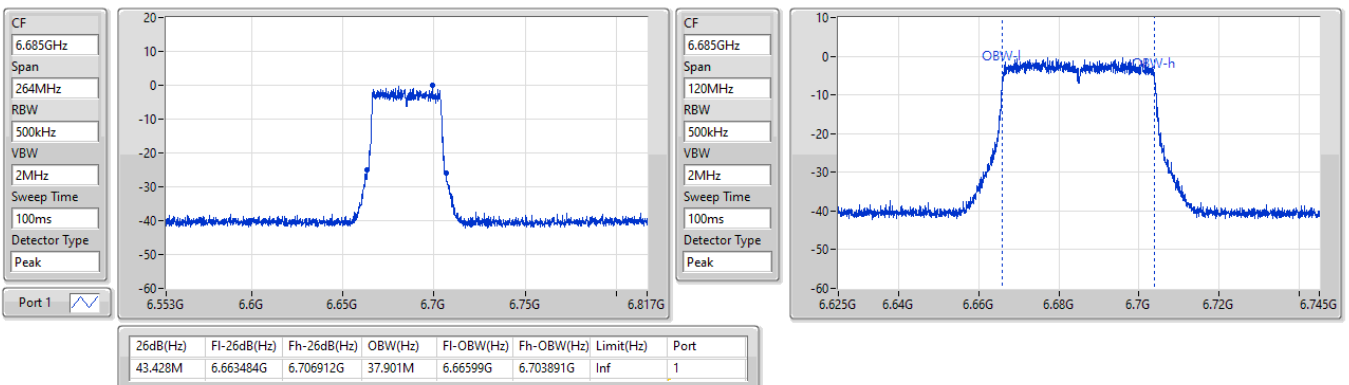 CF
6.685GHz
Span
264MHz
RBW
500kHz
VBW
2MHz
Sweep Time
100ms
Detector Type
Peak
Port 1
20
10
0
-10
-20
-30
-40
-50
-60
6.553G 6.6G 6.65G 6.7G 6.75G 6.817G
CF
6.685GHz
Span
120MHz
RBW
500kHz
VBW
2MHz
Sweep Time
100ms
Detector Type
Peak
10
0
-10
-20
-30
-40
-50
-60
OBW-l
OBW-h
6.625G 6.64G 6.66G 6.68G 6.7G 6.72G 6.745G
26dB(Hz) Fl-26dB(Hz) Fh-26dB(Hz) OBW(Hz) Fl-OBW(Hz) Fh-OBW(Hz) Limit(Hz) Port
43.428M 6.663484G 6.706912G 37.901M 6.66599G 6.703891G Inf 1